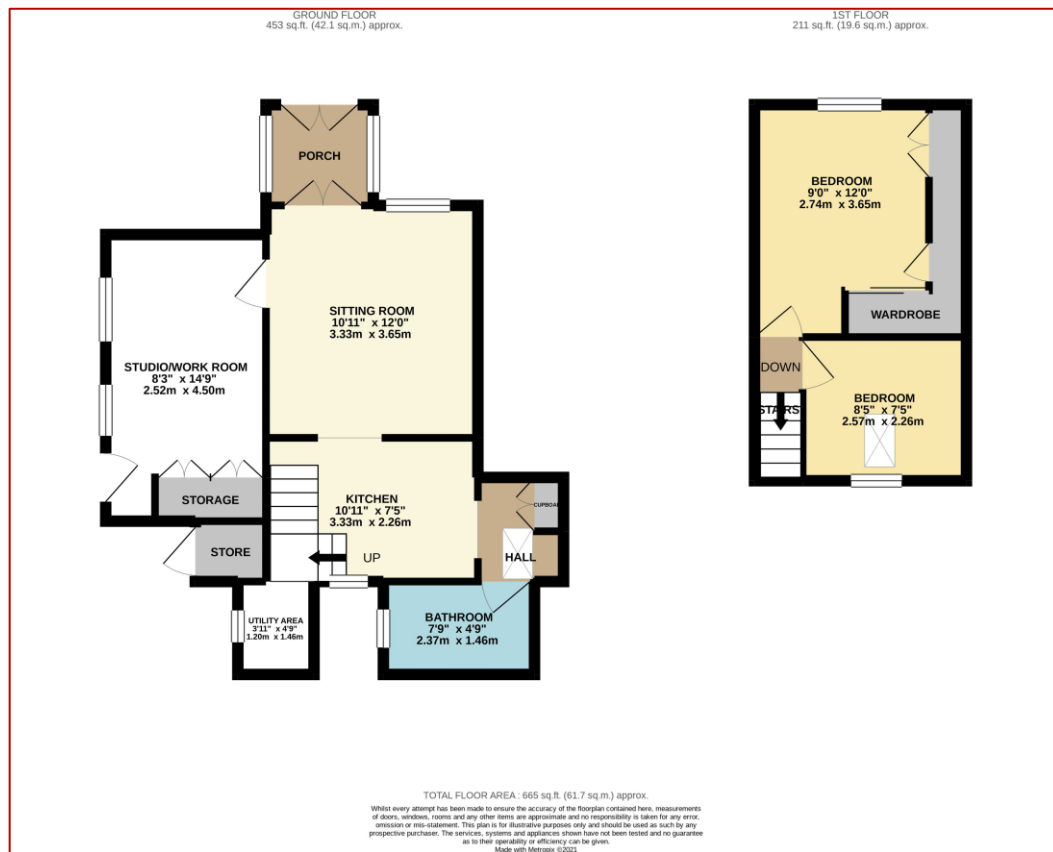 GROUND FLOOR
453 sq.ft. (42.1 sq.m.) approx.
1ST FLOOR
211 sq.ft. (19.6 sq.m.) approx.
PORCH
SITTING ROOM
10'11" x 12'0"
3.33m x 3.65m
STUDIO/WORK ROOM
8'3" x 14'9"
2.52m x 4.50m
STORAGE
KITCHEN
10'11" x 7'5"
3.33m x 2.26m
UP
STORE
CUPBOA
HALL
UTILITY AREA
3'11" x 4'9"
1.20m x 1.46m
BATHROOM
7'9" x 4'9"
2.37m x 1.46m
BEDROOM
9'0" x 12'0"
2.74m x 3.65m
WARDROBE
DOWN
STAIRS
BEDROOM
8'5" x 7'5"
2.57m x 2.26m
TOTAL FLOOR AREA : 665 sq.ft. (61.7 sq.m.) approx.
Whilst every attempt has been made to ensure the accuracy of the floorplan contained here, measurements
of doors, windows, rooms and any other items are approximate and no responsibility is taken for any error,
omission or mis-statement. This plan is for illustrative purposes only and should be used as such by any
prospective purchaser. The services, systems and appliances shown have not been tested and no guarantee
as to their operability or efficiency can be given.
Made with Metropix ©2021